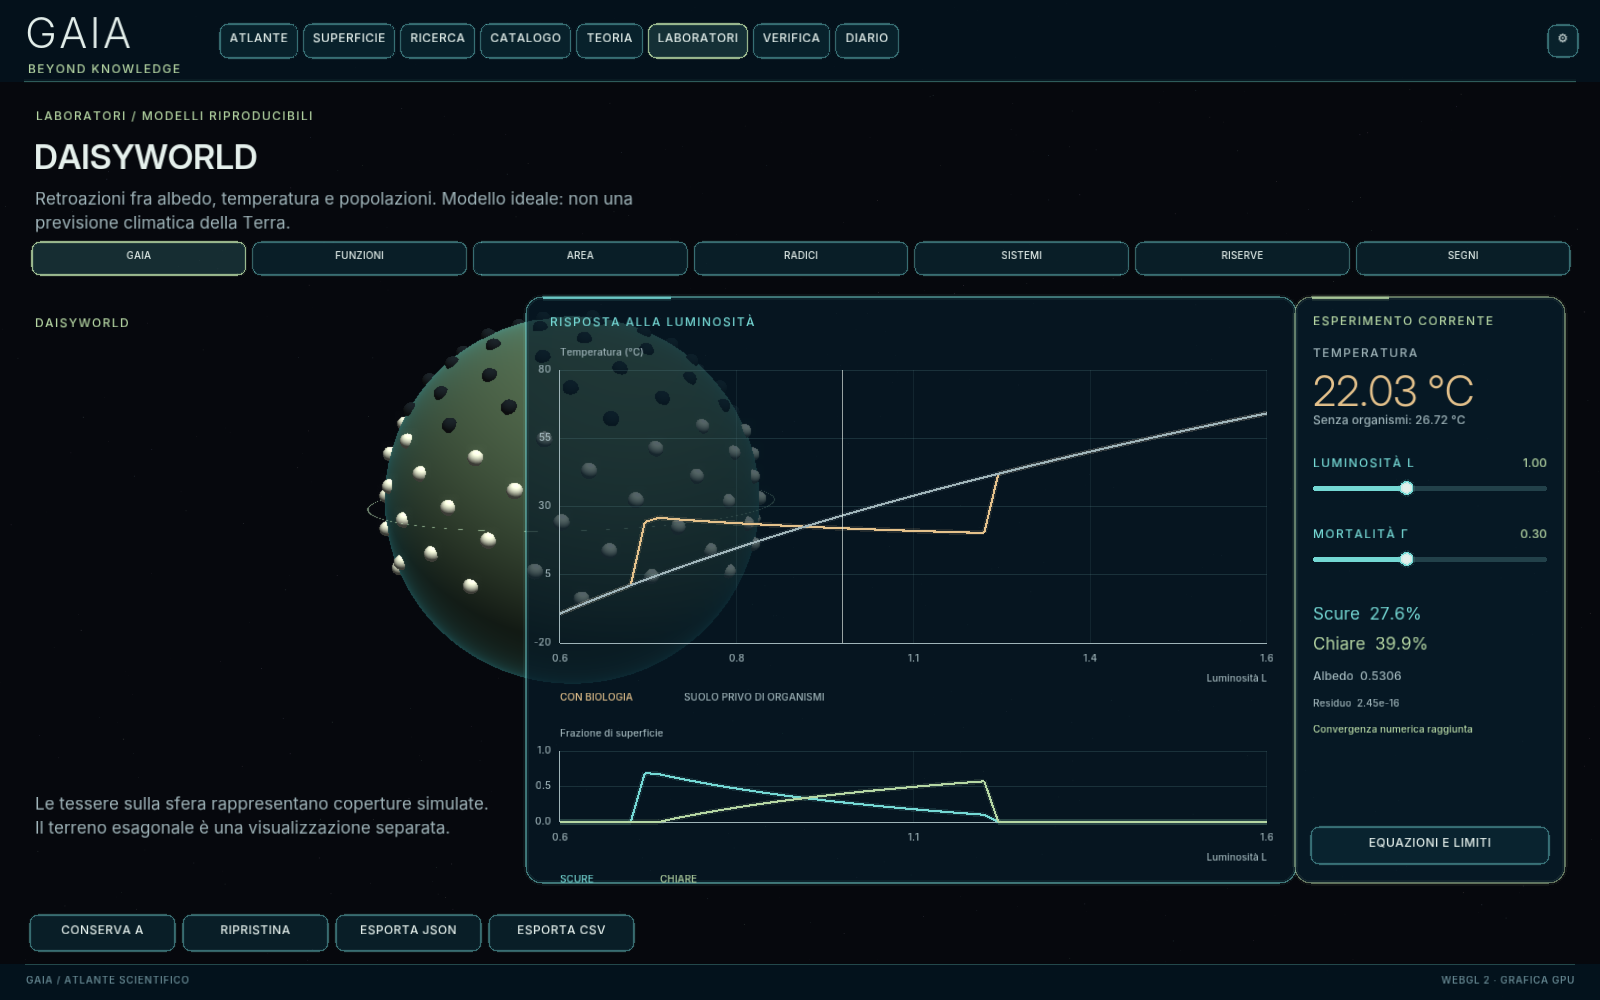 GAIA
BEYOND KNOWLEDGE
ATLANTE
SUPERFICIE
RICERCA
CATALOGO
TEORIA
LABORATORI
VERIFICA
DIARIO
LABORATORI / MODELLI RIPRODUCIBILI
DAISYWORLD
Retroazioni fra albedo, temperatura e popolazioni. Modello ideale: non una
previsione climatica della Terra.
GAIA
FUNZIONI
AREA
RADICI
SISTEMI
RISERVE
SEGNI
DAISYWORLD
RISPOSTA ALLA LUMINOSITÀ
Temperatura (°C)
80
55
30
5
-20
0.6
0.8
1.1
1.4
1.6
Luminosità L
CON BIOLOGIA
SUOLO PRIVO DI ORGANISMI
Frazione di superficie
1.0
0.5
0.0
0.6
1.1
1.6
Luminosità L
SCURE
CHIARE
ESPERIMENTO CORRENTE
TEMPERATURA
22.03 °C
Senza organismi: 26.72 °C
LUMINOSITÀ L 1.00
MORTALITÀ Γ 0.30
Scure 27.6%
Chiare 39.9%
Albedo 0.5306
Residuo 2.45e-16
Convergenza numerica raggiunta
EQUAZIONI E LIMITI
Le tessere sulla sfera rappresentano coperture simulate.
Il terreno esagonale è una visualizzazione separata.
CONSERVA A
RIPRISTINA
ESPORTA JSON
ESPORTA CSV
GAIA / ATLANTE SCIENTIFICO
WEBGL 2 · GRAFICA GPU